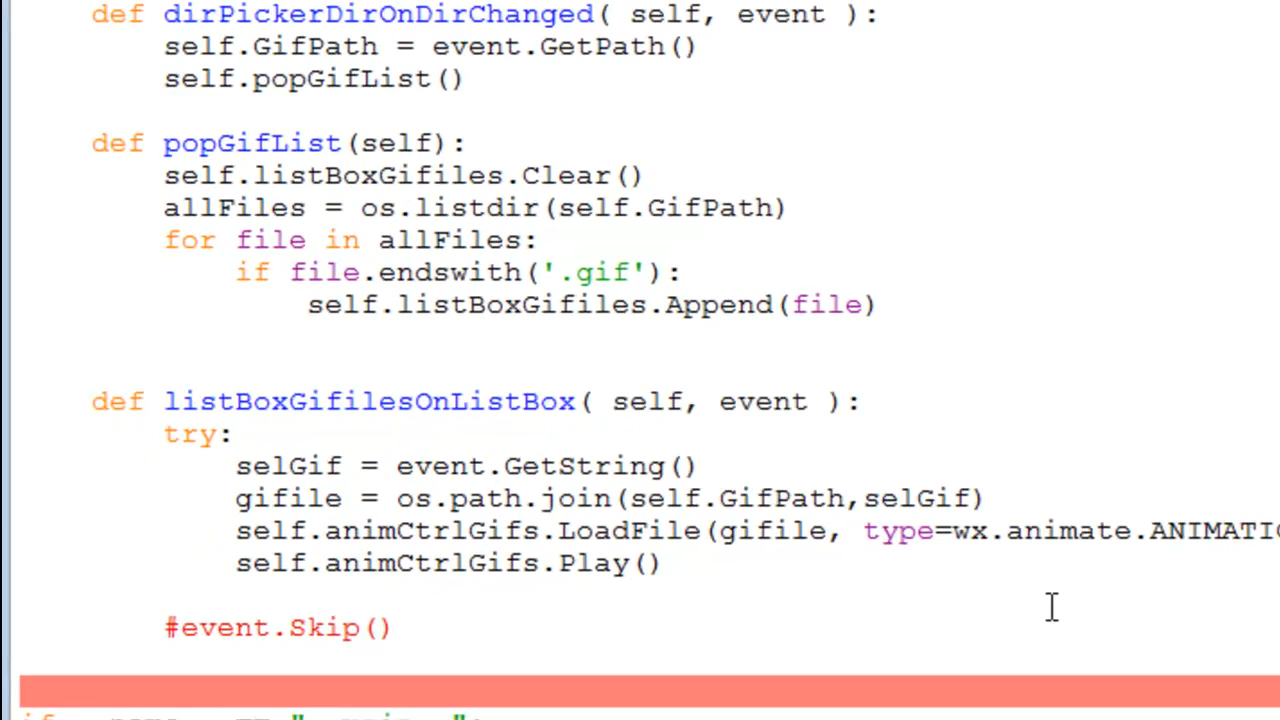 def dirPickerDirOnDirChanged( self, event ):
self.GifPath = event.GetPath()
self.popGifList()
def popGifList(self):
self.listBoxGifiles.Clear()
allFiles = os.listdir(self.GifPath)
for file in allFiles:
if file.endswith('.gif'):
self.listBoxGifiles.Append(file)
def listBoxGifilesOnListBox( self, event ):
try:
selGif = event.GetString()
gifile = os.path.join(self.GifPath,selGif)
self.animCtrlGifs.LoadFile(gifile, type=wx.animate.ANIMATI
self.animCtrlGifs.Play()
#event.Skip()